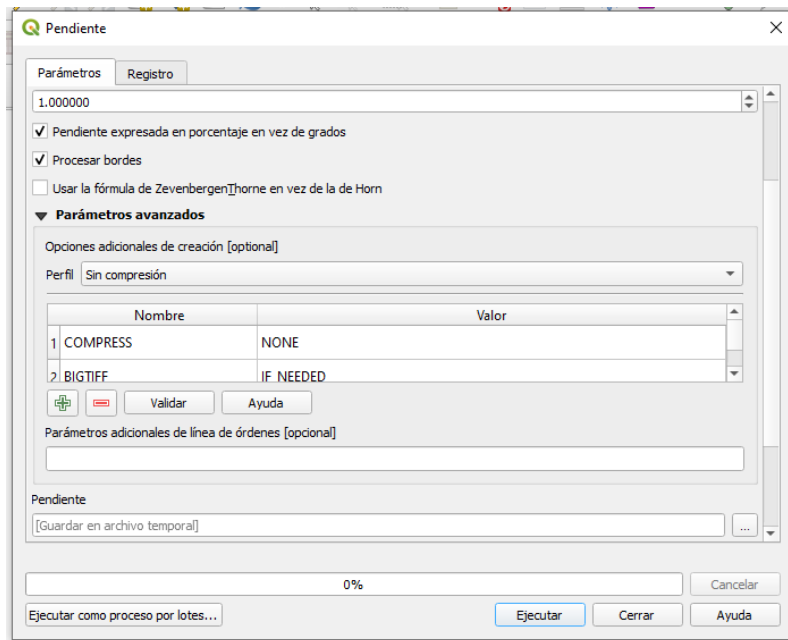 Pendiente
Parámetros Registro
1.000000
Pendiente expresada en porcentaje en vez de grados
Procesar bordes
Usar la fórmula de ZevenbergenThorne en vez de la de Horn
Parámetros avanzados
Opciones adicionales de creación [optional]
Perfil Sin compresión
Nombre Valor
1 COMPRESS NONE
2 BIGTIFF IF_NEEDED
Validar Ayuda
Parámetros adicionales de línea de órdenes [opcional]
Pendiente
[Guardar en archivo temporal] ...
0% Cancelar
Ejecutar como proceso por lotes... Ejecutar Cerrar Ayuda